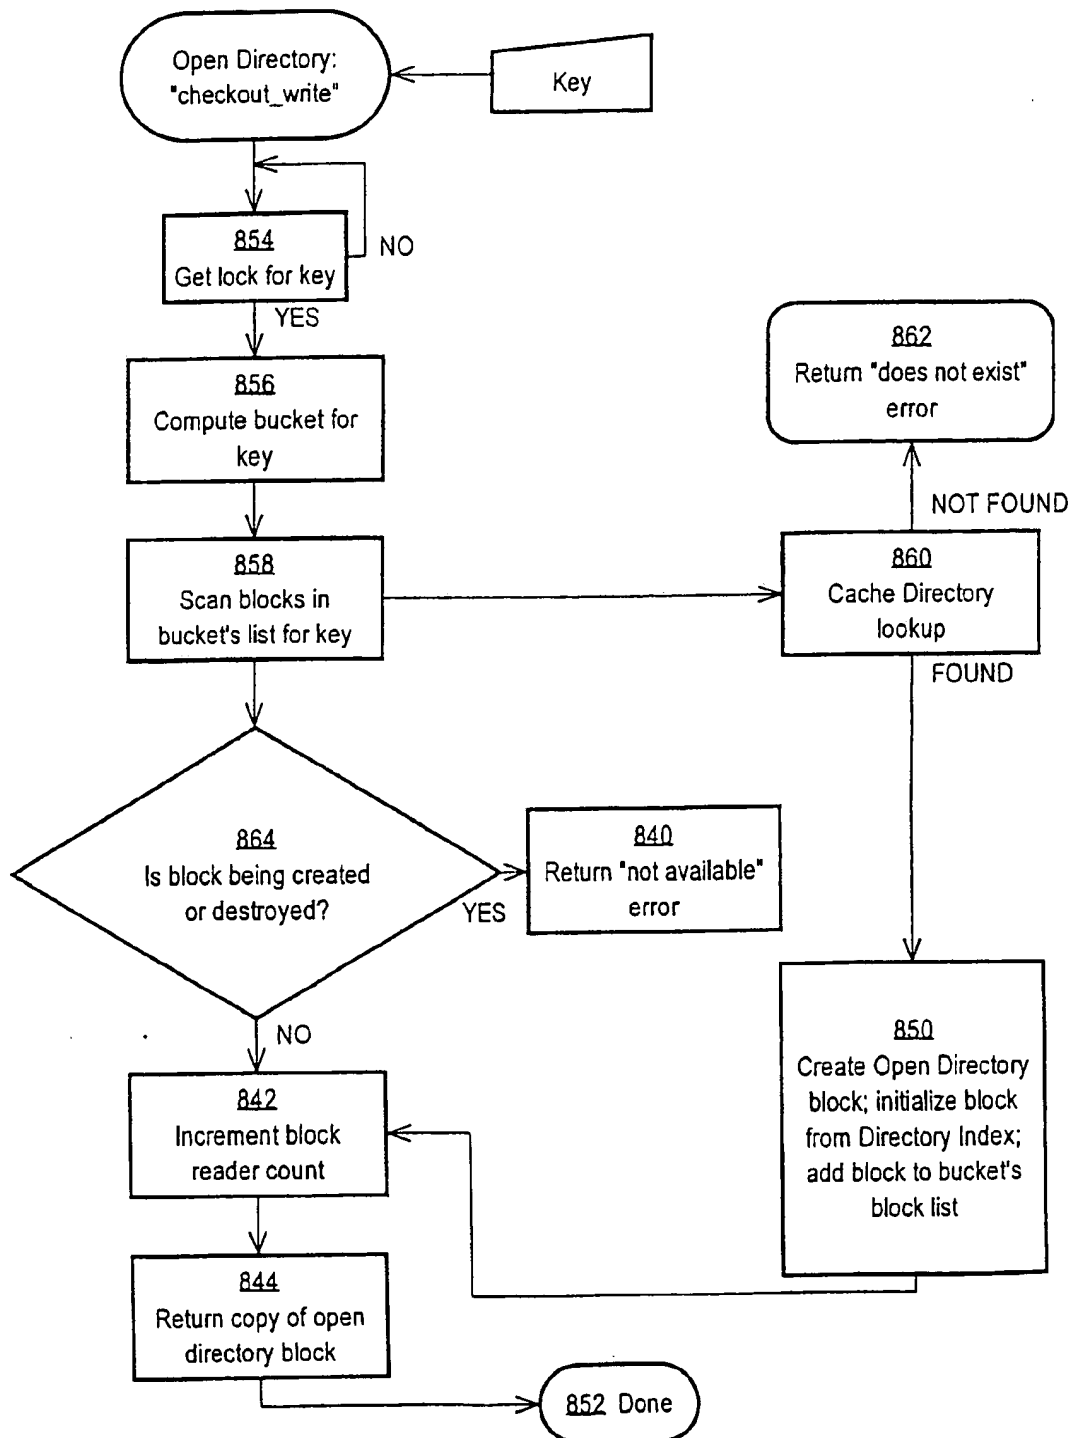 Open Directory:
"checkout_write"
Key
854
Get lock for key
NO
YES
856
Compute bucket for
key
858
Scan blocks in
bucket's list for key
862
Return "does not exist"
error
NOT FOUND
860
Cache Directory
lookup
FOUND
864
Is block being created
or destroyed?
YES
840
Return "not available"
error
NO
842
Increment block
reader count
850
Create Open Directory
block; initialize block
from Directory Index;
add block to bucket's
block list
844
Return copy of open
directory block
852 Done